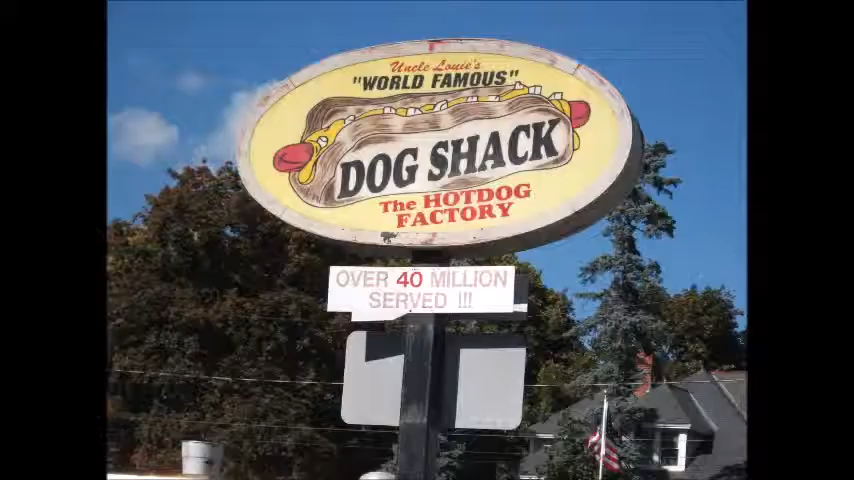 Uncle Louie's
"WORLD FAMOUS"
DOG SHACK
The HOTDOG
FACTORY
OVER 40 MILLION
SERVED !!!